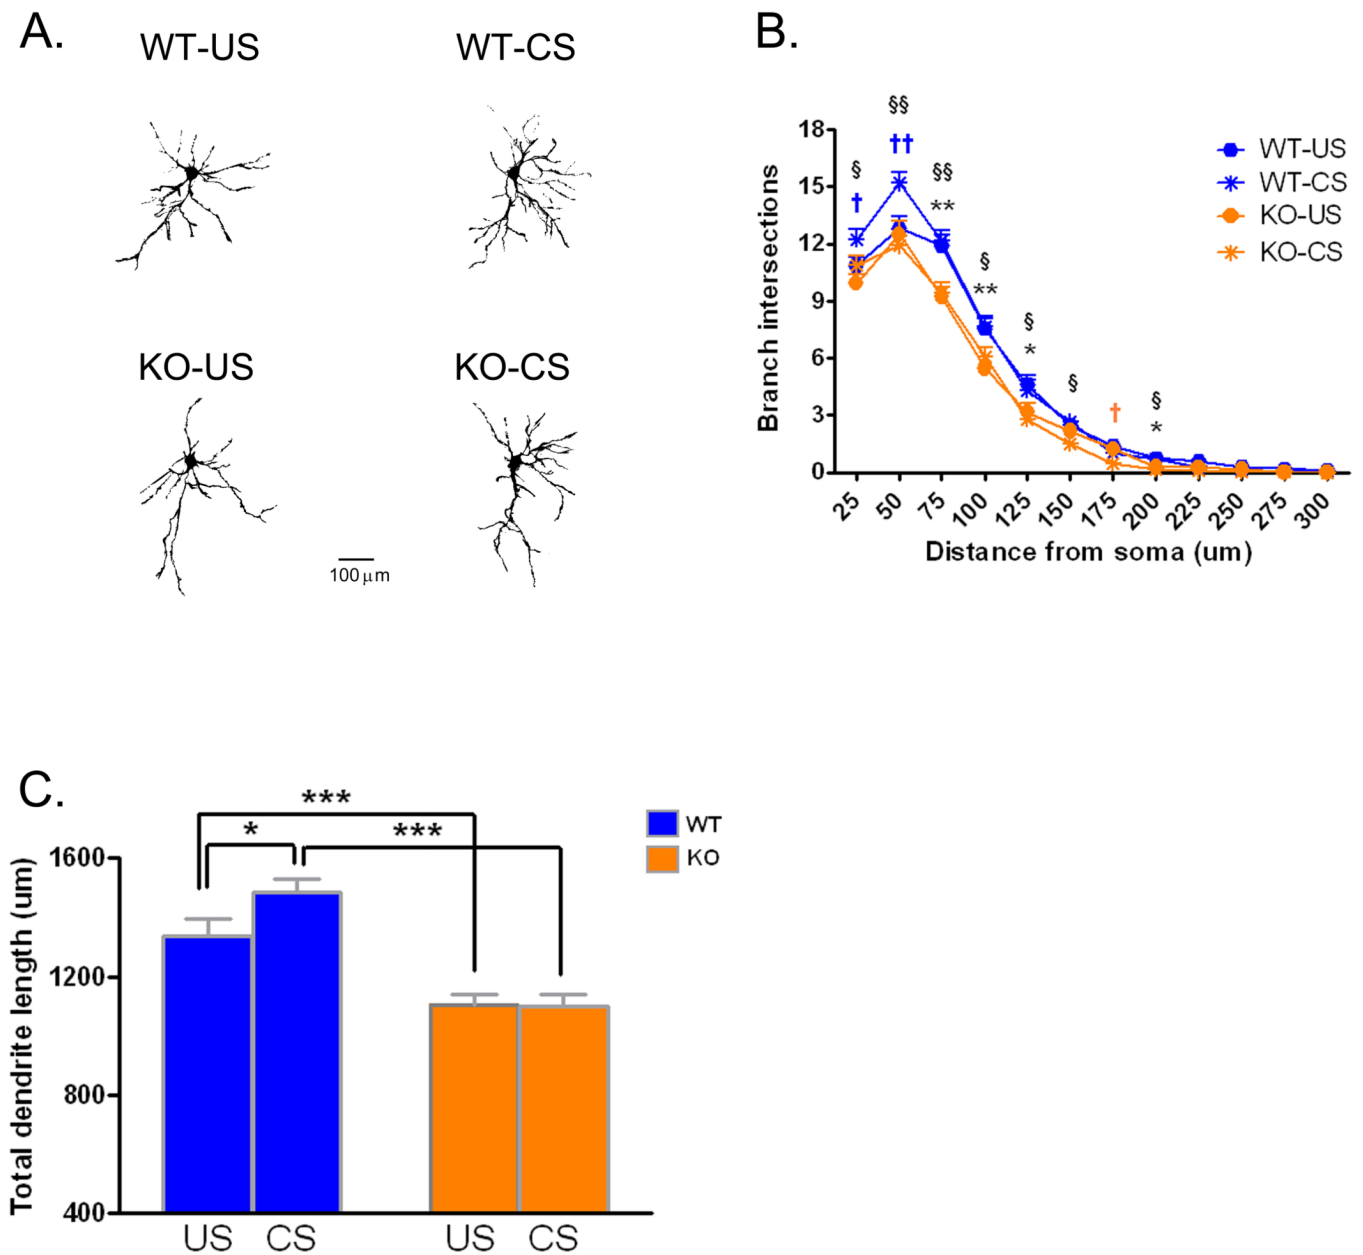 A.
WT-US
WT-CS
KO-US
KO-CS
100 μm
B.
§§
††
§
†
§§
**
§
**
§
*
§
†
§
*
18
15
12
9
6
3
0
Branch intersections
25 50 75 100 125 150 175 200 225 250 275 300
Distance from soma (um)
WT-US
WT-CS
KO-US
KO-CS
C.
***
*
***
1600
1200
800
400
Total dendrite length (um)
US CS US CS
WT
KO